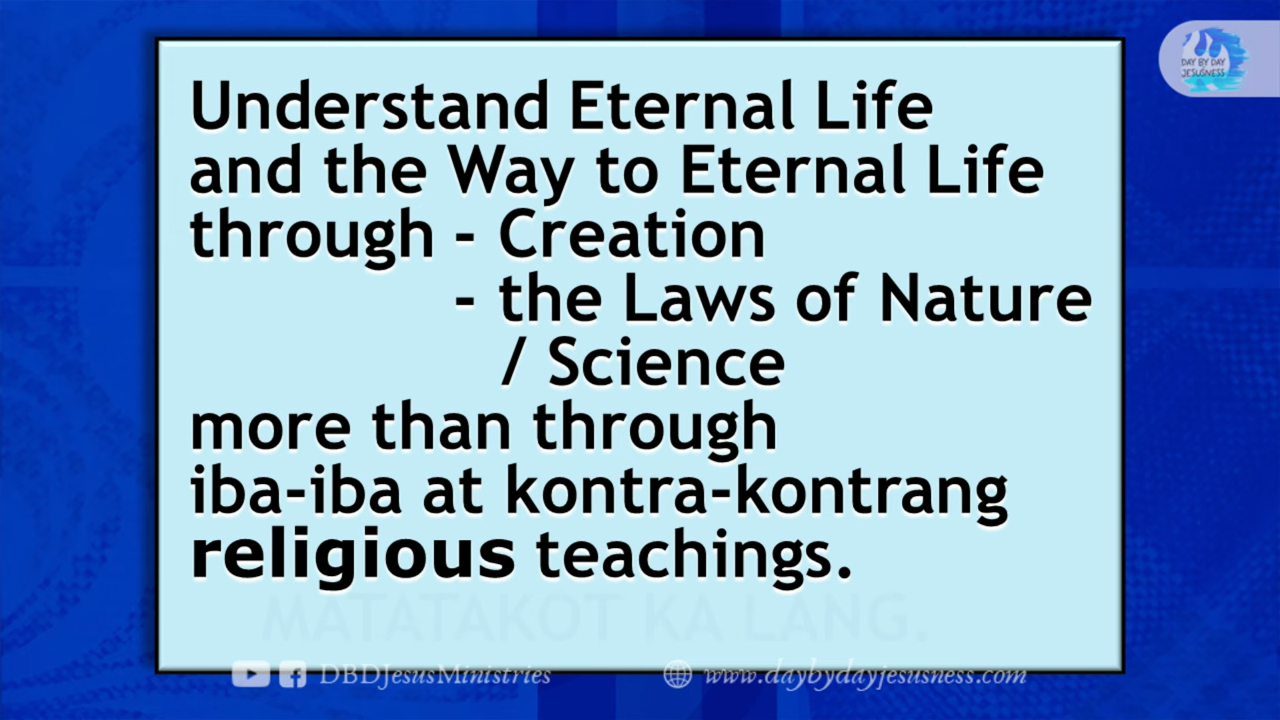 DAY BY DAY
JESUSNESS
Understand Eternal Life
and the Way to Eternal Life
through - Creation
- the Laws of Nature
/ Science
more than through
iba-iba at kontra-kontrang
religious teachings.
MATATAKOT KA LANG.
DBDJesusMinistries
www.daybydayjesusness.com